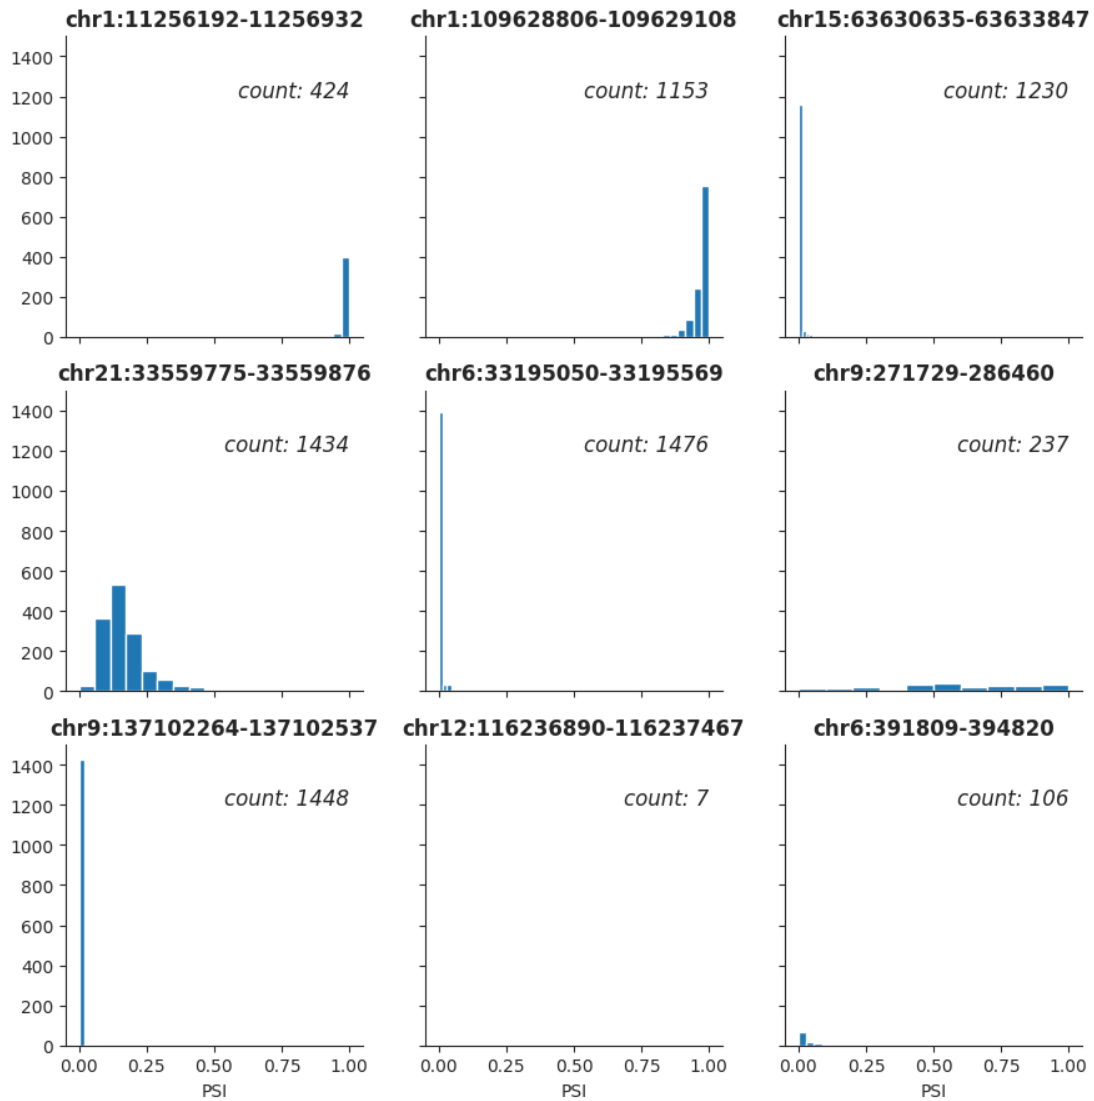 chr1:11256192-11256932
chr1:109628806-109629108
chr15:63630635-63633847
1400
1200
1000
800
600
400
200
0
count: 424
count: 1153
count: 1230
chr21:33559775-33559876
chr6:33195050-33195569
chr9:271729-286460
1400
1200
1000
800
600
400
200
0
count: 1434
count: 1476
count: 237
chr9:137102264-137102537
chr12:116236890-116237467
chr6:391809-394820
1400
1200
1000
800
600
400
200
0
count: 1448
count: 7
count: 106
0.00 0.25 0.50 0.75 1.00
0.00 0.25 0.50 0.75 1.00
0.00 0.25 0.50 0.75 1.00
PSI
PSI
PSI